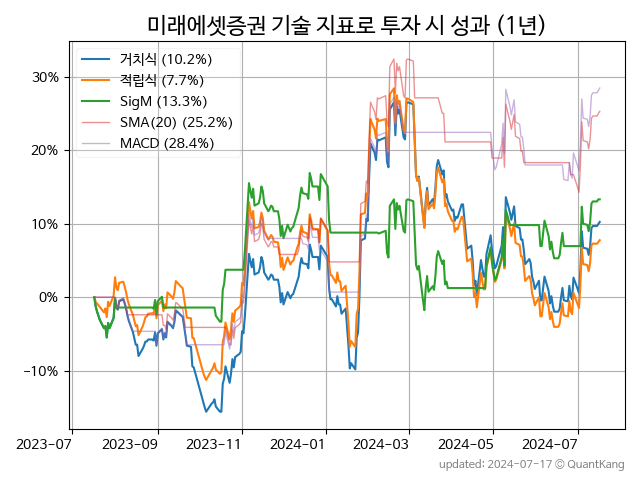 미래에셋증권 기술 지표로 투자 시 성과 (1년)
거치식 (10.2%)
적립식 (7.7%)
SigM (13.3%)
SMA(20) (25.2%)
MACD (28.4%)
30%
20%
10%
0%
−10%
2023-07 2023-09 2023-11 2024-01 2024-03 2024-05 2024-07
updated: 2024-07-17 ⓒ QuantKang